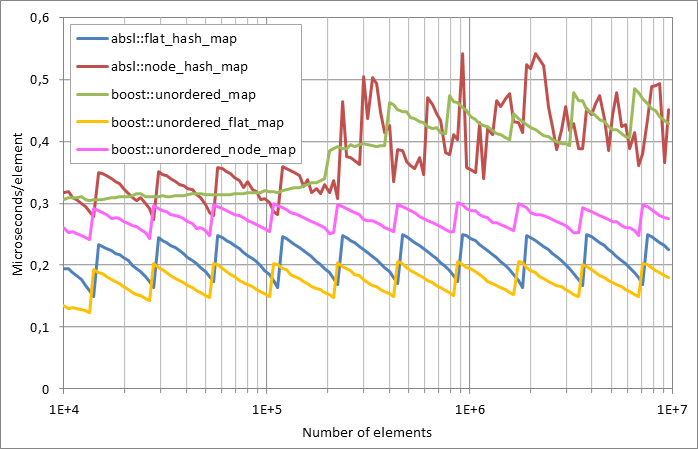 0,6
0,5
0,4
0,3
0,2
0,1
0
Microseconds/element
absl::flat_hash_map
absl::node_hash_map
boost::unordered_map
boost::unordered_flat_map
boost::unordered_node_map
1E+4 1E+5 1E+6 1E+7
Number of elements